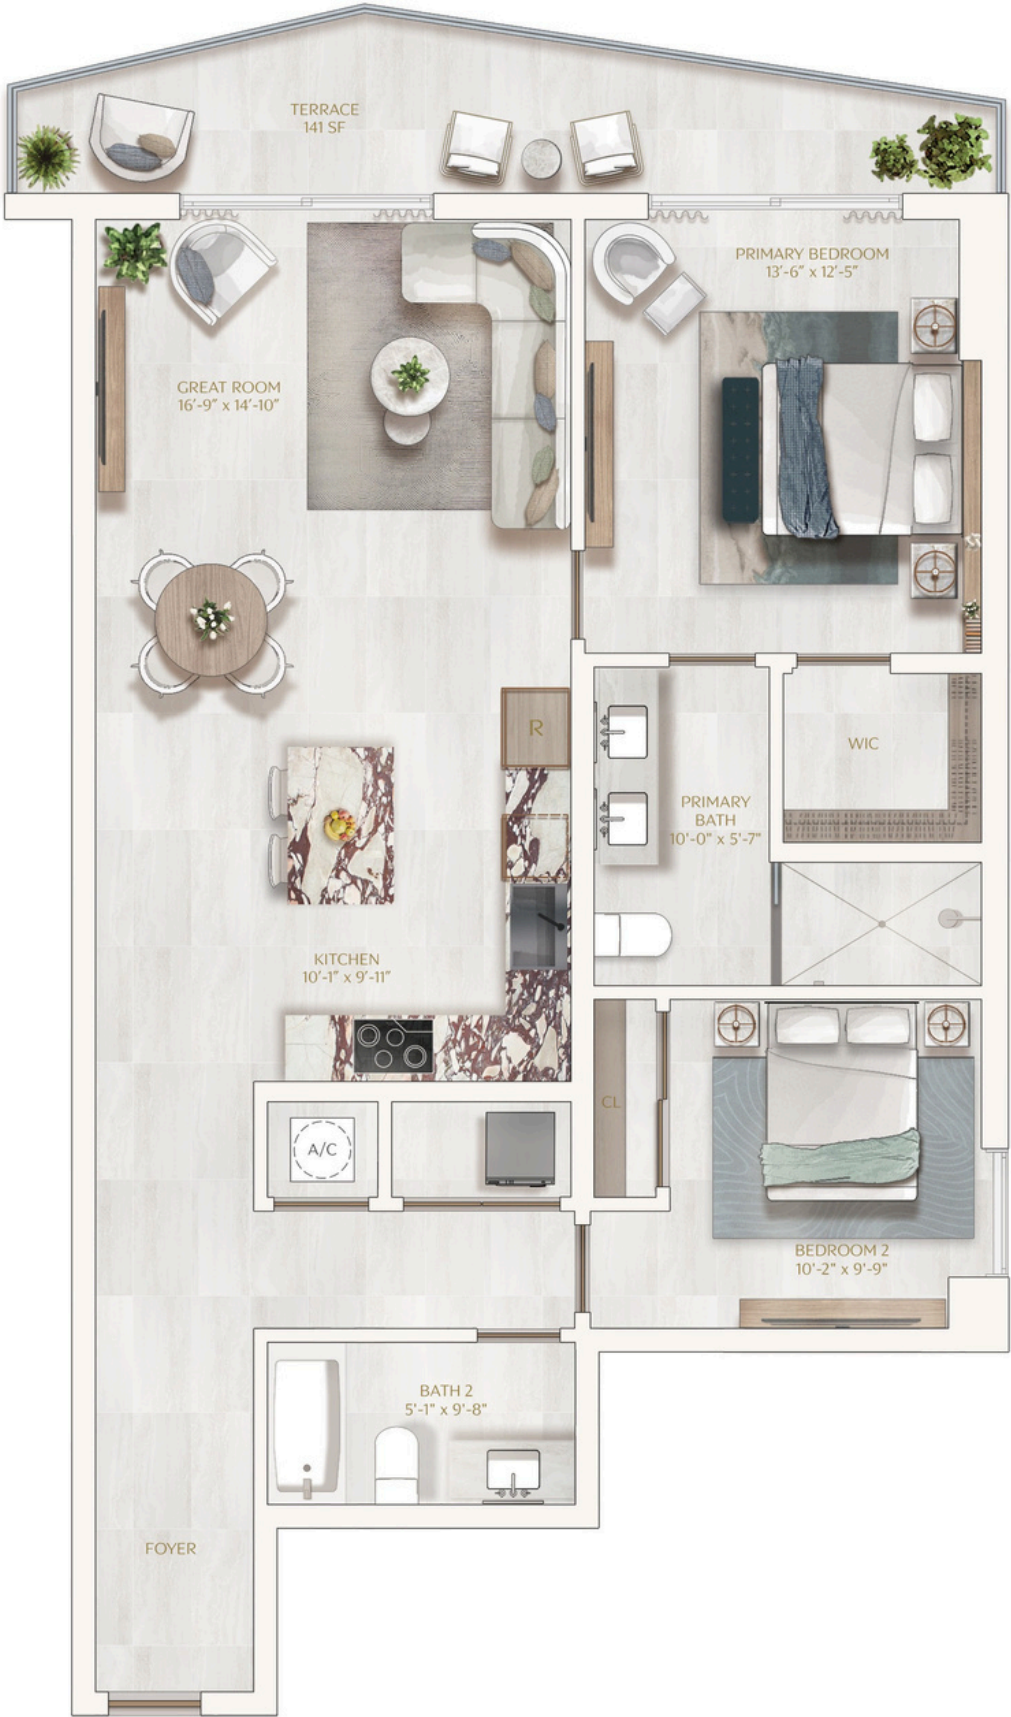 TERRACE
141 SF
PRIMARY BEDROOM
13'-6" x 12'-5"
GREAT ROOM
16'-9" x 14'-10"
R
WIC
PRIMARY
BATH
10'-0" x 5'-7"
KITCHEN
10'-1" x 9'-11"
CL
A/C
BEDROOM 2
10'-2" x 9'-9"
BATH 2
5'-1" x 9'-8"
FOYER